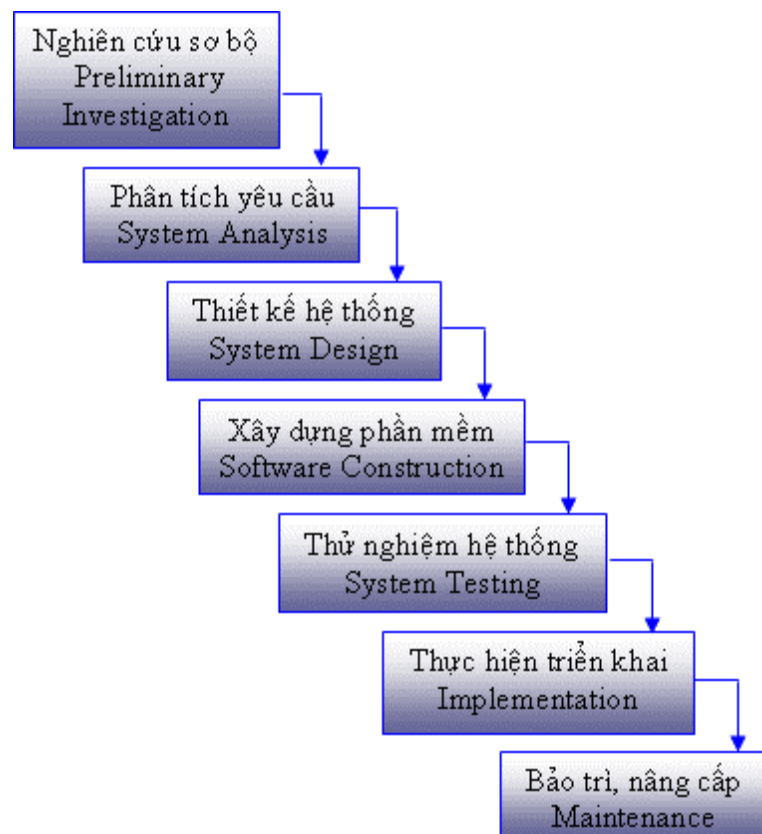 Nghiên cứu sơ bộ
Preliminary
Investigation
Phân tích yêu cầu
System Analysis
Thiết kế hệ thống
System Design
Xây dựng phần mềm
Software Construction
Thử nghiệm hệ thống
System Testing
Thực hiện triển khai
Implementation
Bảo trì, nâng cấp
Maintenance